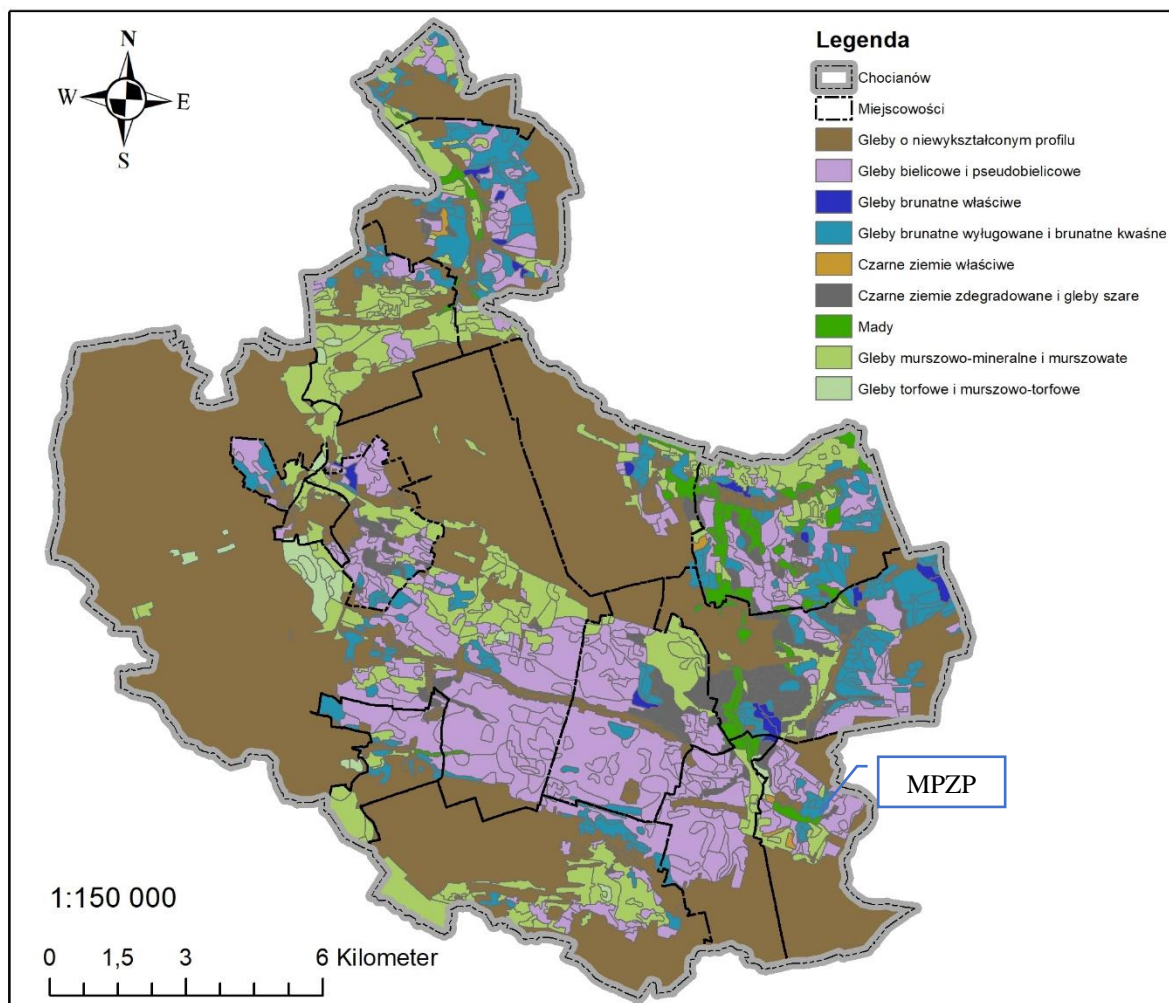 N
W E
S
Legenda
Chocianów
Miejscowości
Gleby o niewykształconym profilu
Gleby bielicowe i pseudobielicowe
Gleby brunatne właściwe
Gleby brunatne wyługowane i brunatne kwaśne
Czarne ziemie właściwe
Czarne ziemie zdegradowane i gleby szare
Mady
Gleby murszowo-mineralne i murszowate
Gleby torfowe i murszowo-torfowe
MPZP
1:150 000
0 1,5 3 6 Kilometer